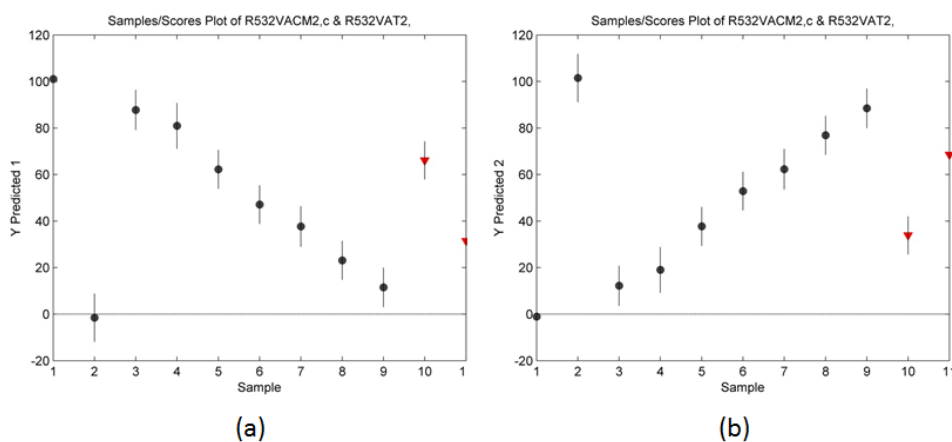 Samples/Scores Plot of R532VACM2,c & R532VAT2,
120
100
80
60
40
20
0
-20
Y Predicted 1
1 2 3 4 5 6 7 8 9 10 1
Sample
(a)
Samples/Scores Plot of R532VACM2,c & R532VAT2,
120
100
80
60
40
20
0
-20
Y Predicted 2
1 2 3 4 5 6 7 8 9 10 11
Sample
(b)